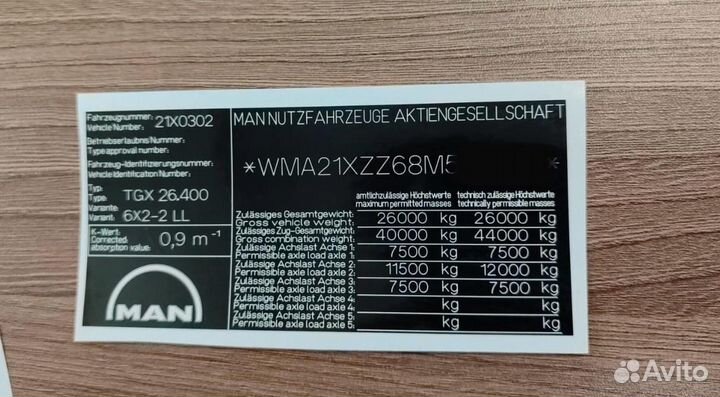 Fahrzeugnummer: 21X0302
Vehicle Number:
Betriebserlaubnis/Nummer:
Type approval number:
Fahrzeug-Identifizierungsnummer:
Vehicle Identification Number:
Typ:
Type: TGX 26.400
Variante:
Variant: 6X2-2 LL
K-Wert:
Corrected absorption value: 0,9 m⁻¹
MAN
MAN NUTZFAHRZEUGE AKTIENGESELLSCHAFT
*WMA21XZZ68M5 *
amtlichzulässige Höchstwerte technisch zulässige Höchstwerte
maximum permitted masses technically permissible masses
Zulässiges Gesamtgewicht:
Gross vehicle weight: 26000 kg 26000 kg
Zulässiges Zug-Gesamtgewicht:
Gross combination weight: 40000 kg 44000 kg
Zulässige Achslast Achse 1:
Permissible axle load axle 1: 7500 kg 7500 kg
Zulässige Achslast Achse 2:
Permissible axle load axle 2: 11500 kg 12000 kg
Zulässige Achslast Achse 3:
Permissible axle load axle 3: 7500 kg 7500 kg
Zulässige Achslast Achse 4:
Permissible axle load axle 4: kg kg
Zulässige Achslast Achse 5:
Permissible axle load axle 5: kg kg
Avito